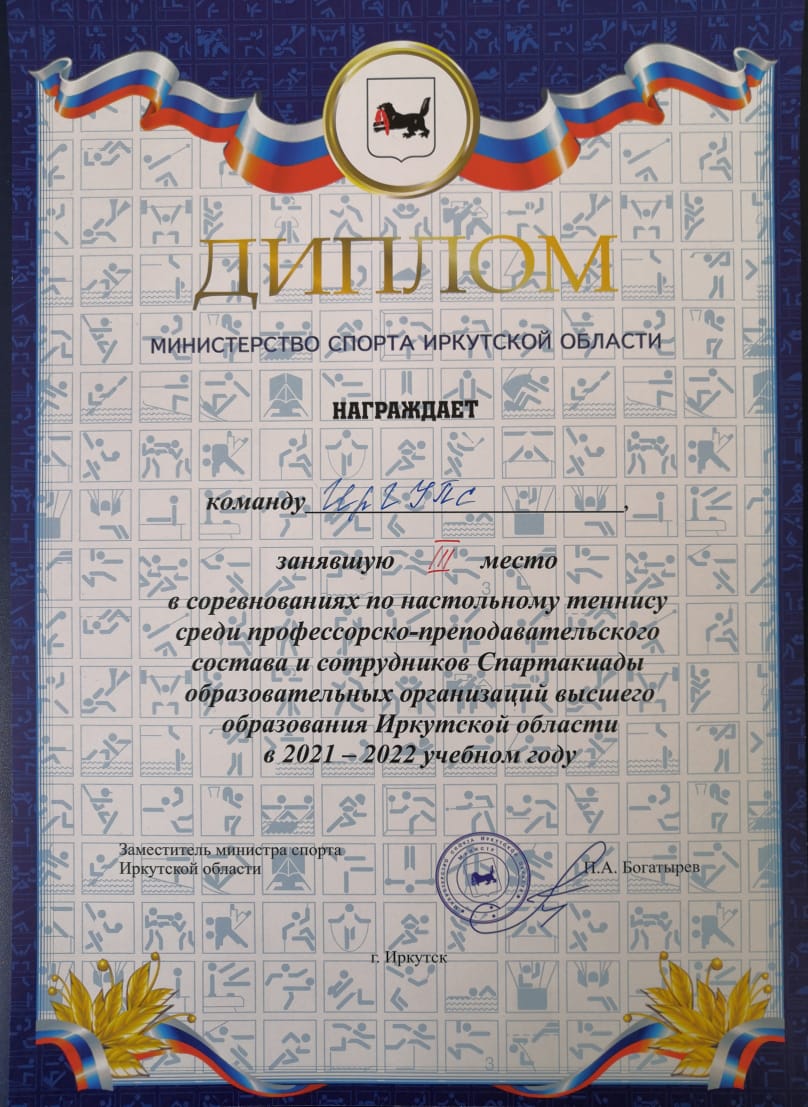 ДИПЛОМ
МИНИСТЕРСТВО СПОРТА ИРКУТСКОЙ ОБЛАСТИ
НАГРАЖДАЕТ
команду ИрГУПС,
занявшую III место
в соревнованиях по настольному теннису
среди профессорско-преподавательского
состава и сотрудников Спартакиады
образовательных организаций высшего
образования Иркутской области
в 2021 – 2022 учебном году
Заместитель министра спорта
Иркутской области
П.А. Богатырев
г. Иркутск